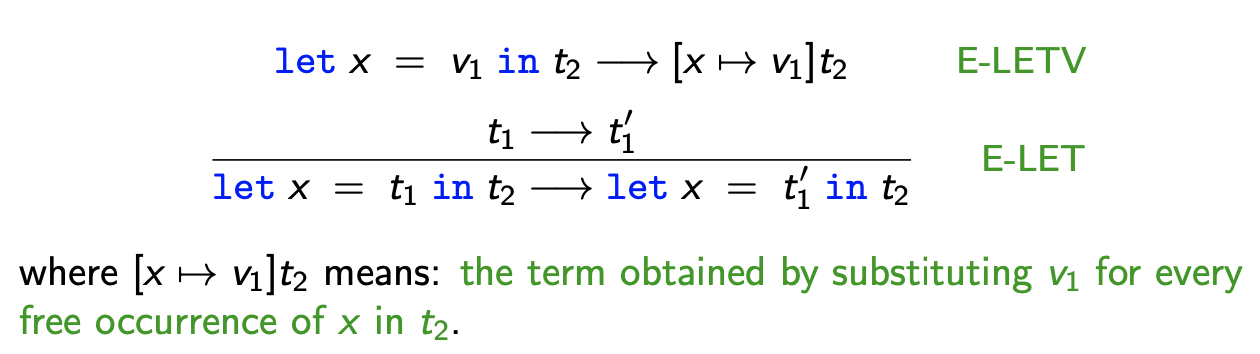 let x = v₁ in t₂ ⟶ [x ↦ v₁]t₂ E-LETV
t₁ ⟶ t₁′
let x = t₁ in t₂ ⟶ let x = t₁′ in t₂ E-LET
where [x ↦ v₁]t₂ means: the term obtained by substituting v₁ for every
free occurrence of x in t₂.